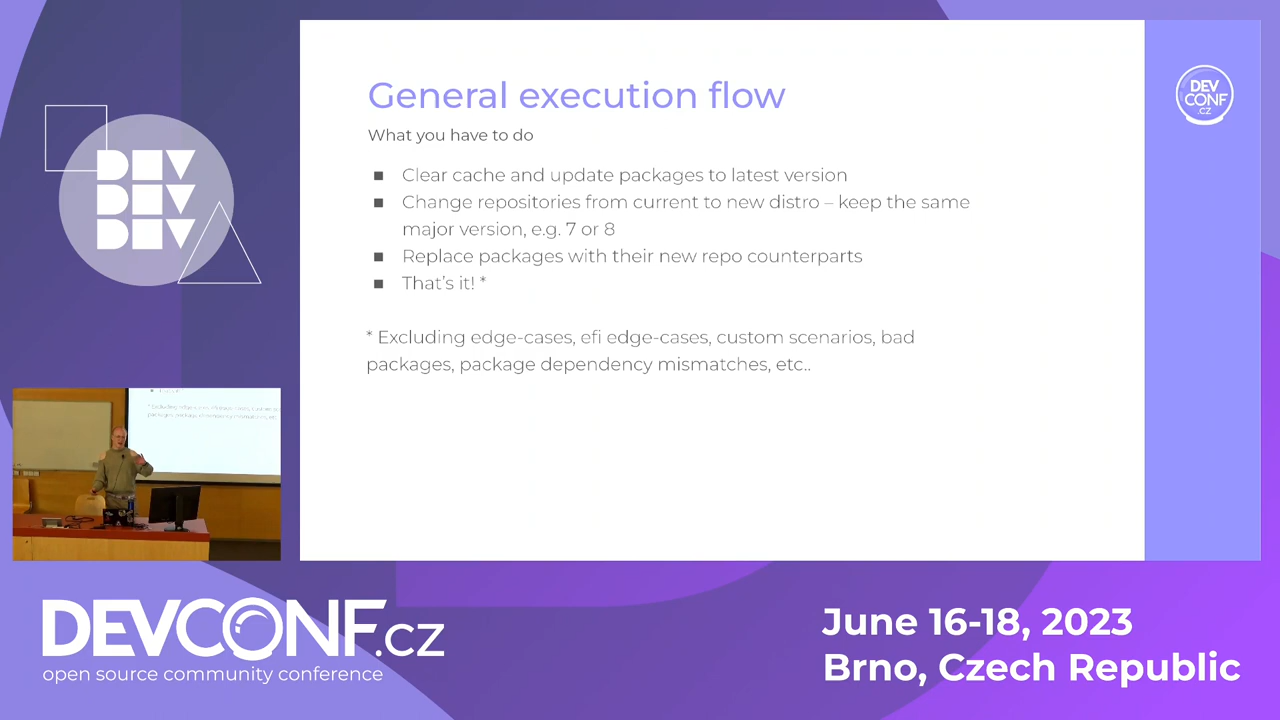 General execution flow
What you have to do
■ Clear cache and update packages to latest version
■ Change repositories from current to new distro – keep the same
major version, e.g. 7 or 8
■ Replace packages with their new repo counterparts
■ That's it! *
* Excluding edge-cases, efi edge-cases, custom scenarios, bad
packages, package dependency mismatches, etc..
DEV
CONF
.CZ
DEV
DEV
DEV
DEVCONF.cz
open source community conference
June 16-18, 2023
Brno, Czech Republic